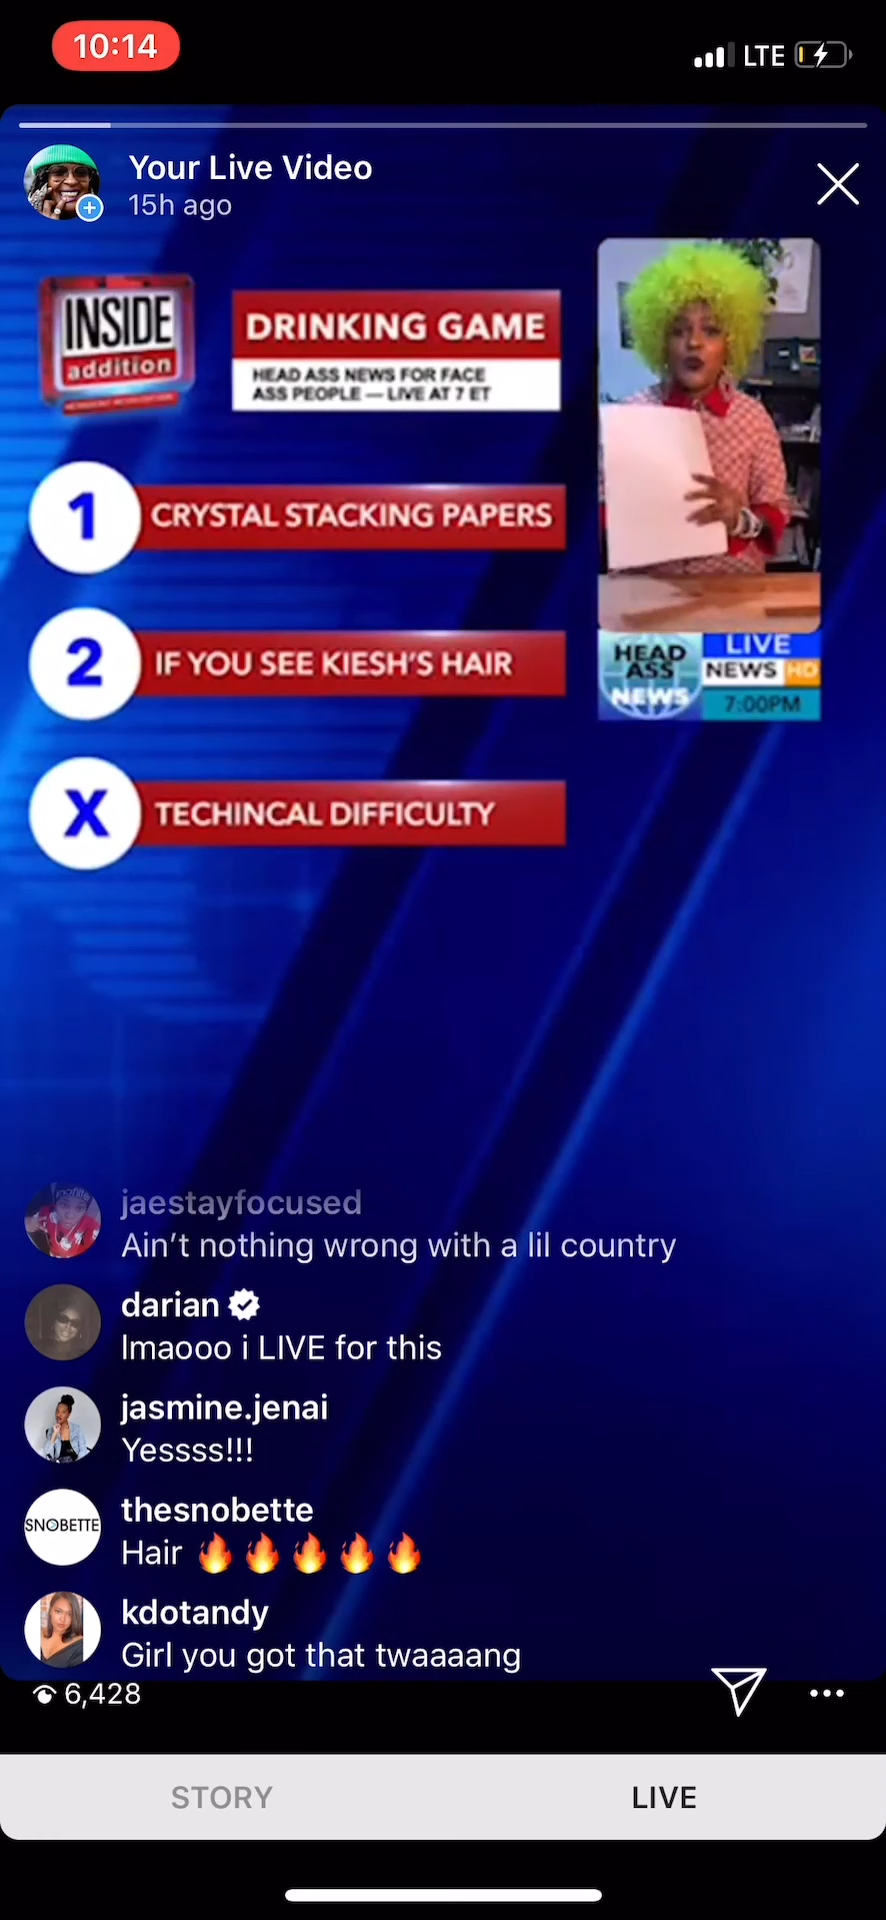 10:14
LTE
Your Live Video
15h ago
INSIDE
addition
DRINKING GAME
HEAD ASS NEWS FOR FACE
ASS PEOPLE — LIVE AT 7 ET
1 CRYSTAL STACKING PAPERS
2 IF YOU SEE KIESH'S HAIR
X TECHINCAL DIFFICULTY
HEAD
ASS
NEWS
LIVE
NEWS HD
7:00PM
jaestayfocused
Ain't nothing wrong with a lil country
darian
lmaooo i LIVE for this
jasmine.jenai
Yessss!!!
SNOBETTE
thesnobette
Hair 🔥🔥🔥🔥🔥
kdotandy
Girl you got that twaaaang
6,428
STORY
LIVE